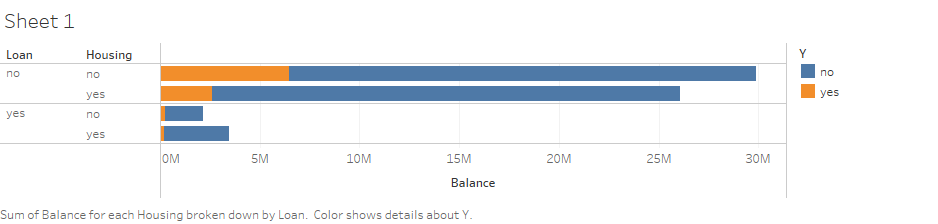 Sheet 1
Loan Housing
no no
yes
yes no
yes
0M 5M 10M 15M 20M 25M 30M
Balance
Y
no
yes
Sum of Balance for each Housing broken down by Loan. Color shows details about Y.